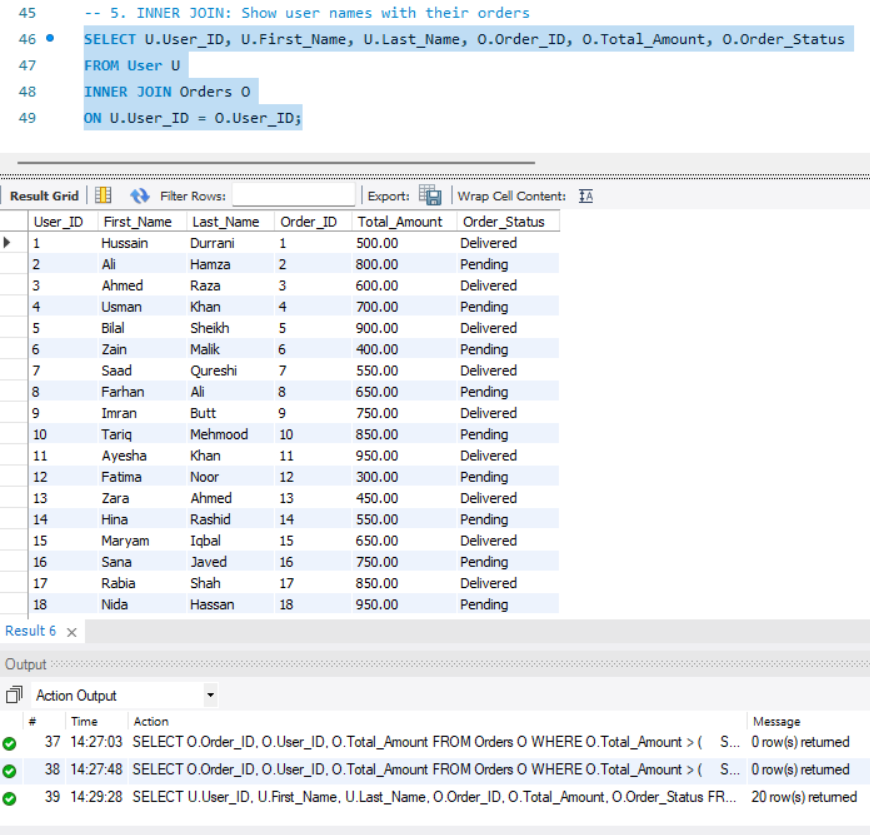 45 -- 5. INNER JOIN: Show user names with their orders
46 SELECT U.User_ID, U.First_Name, U.Last_Name, O.Order_ID, O.Total_Amount, O.Order_Status
47 FROM User U
48 INNER JOIN Orders O
49 ON U.User_ID = O.User_ID;
Result Grid Filter Rows: Export: Wrap Cell Content: IA
User_ID First_Name Last_Name Order_ID Total_Amount Order_Status
1 Hussain Durrani 1 500.00 Delivered
2 Ali Hamza 2 800.00 Pending
3 Ahmed Raza 3 600.00 Delivered
4 Usman Khan 4 700.00 Pending
5 Bilal Sheikh 5 900.00 Delivered
6 Zain Malik 6 400.00 Pending
7 Saad Qureshi 7 550.00 Delivered
8 Farhan Ali 8 650.00 Pending
9 Imran Butt 9 750.00 Delivered
10 Tariq Mehmood 10 850.00 Pending
11 Ayesha Khan 11 950.00 Delivered
12 Fatima Noor 12 300.00 Pending
13 Zara Ahmed 13 450.00 Delivered
14 Hina Rashid 14 550.00 Pending
15 Maryam Iqbal 15 650.00 Delivered
16 Sana Javed 16 750.00 Pending
17 Rabia Shah 17 850.00 Delivered
18 Nida Hassan 18 950.00 Pending
Result 6 ×
Output
Action Output
# Time Action Message
37 14:27:03 SELECT O.Order_ID, O.User_ID, O.Total_Amount FROM Orders O WHERE O.Total_Amount > ( S... 0 row(s) returned
38 14:27:48 SELECT O.Order_ID, O.User_ID, O.Total_Amount FROM Orders O WHERE O.Total_Amount > ( S... 0 row(s) returned
39 14:29:28 SELECT U.User_ID, U.First_Name, U.Last_Name, O.Order_ID, O.Total_Amount, O.Order_Status FR... 20 row(s) returned